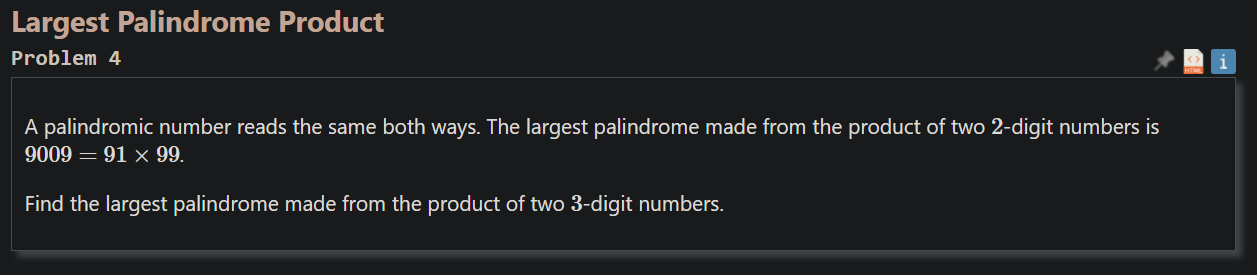 Largest Palindrome Product
Problem 4
HTML
i
A palindromic number reads the same both ways. The largest palindrome made from the product of two 2-digit numbers is
9009 = 91 × 99.
Find the largest palindrome made from the product of two 3-digit numbers.